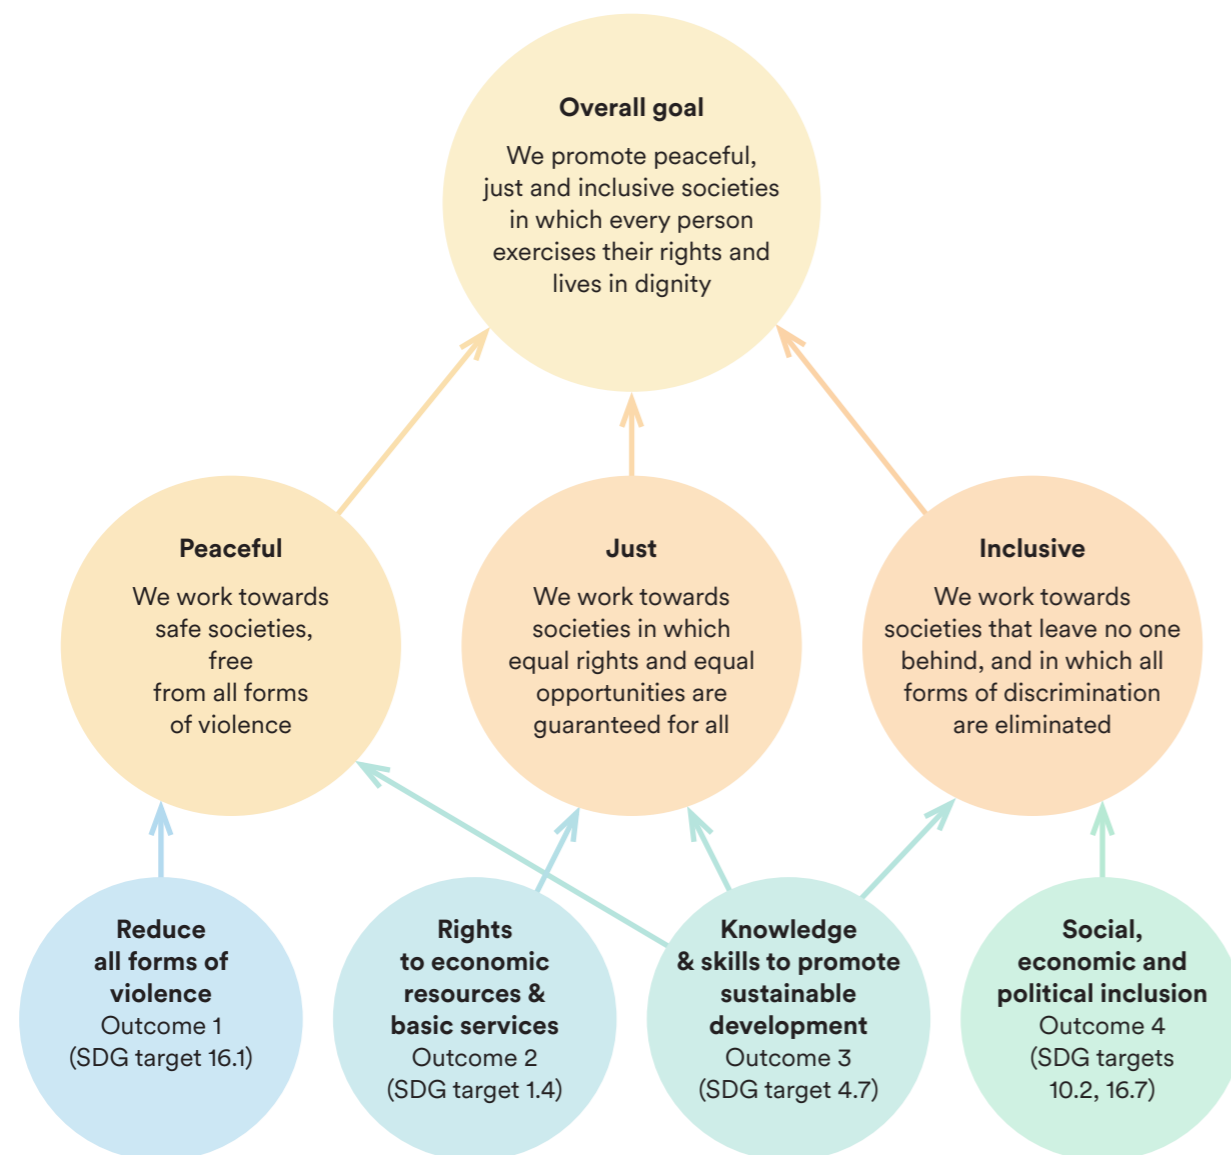 Overall goal
We promote peaceful,
just and inclusive societies
in which every person
exercises their rights and
lives in dignity
Peaceful
We work towards
safe societies,
free
from all forms
of violence
Just
We work towards
societies in which
equal rights and equal
opportunities are
guaranteed for all
Inclusive
We work towards
societies that leave no one
behind, and in which all
forms of discrimination
are eliminated
Reduce
all forms of
violence
Outcome 1
(SDG target 16.1)
Rights
to economic
resources &
basic services
Outcome 2
(SDG target 1.4)
Knowledge
& skills to promote
sustainable
development
Outcome 3
(SDG target 4.7)
Social,
economic and
political inclusion
Outcome 4
(SDG targets
10.2, 16.7)